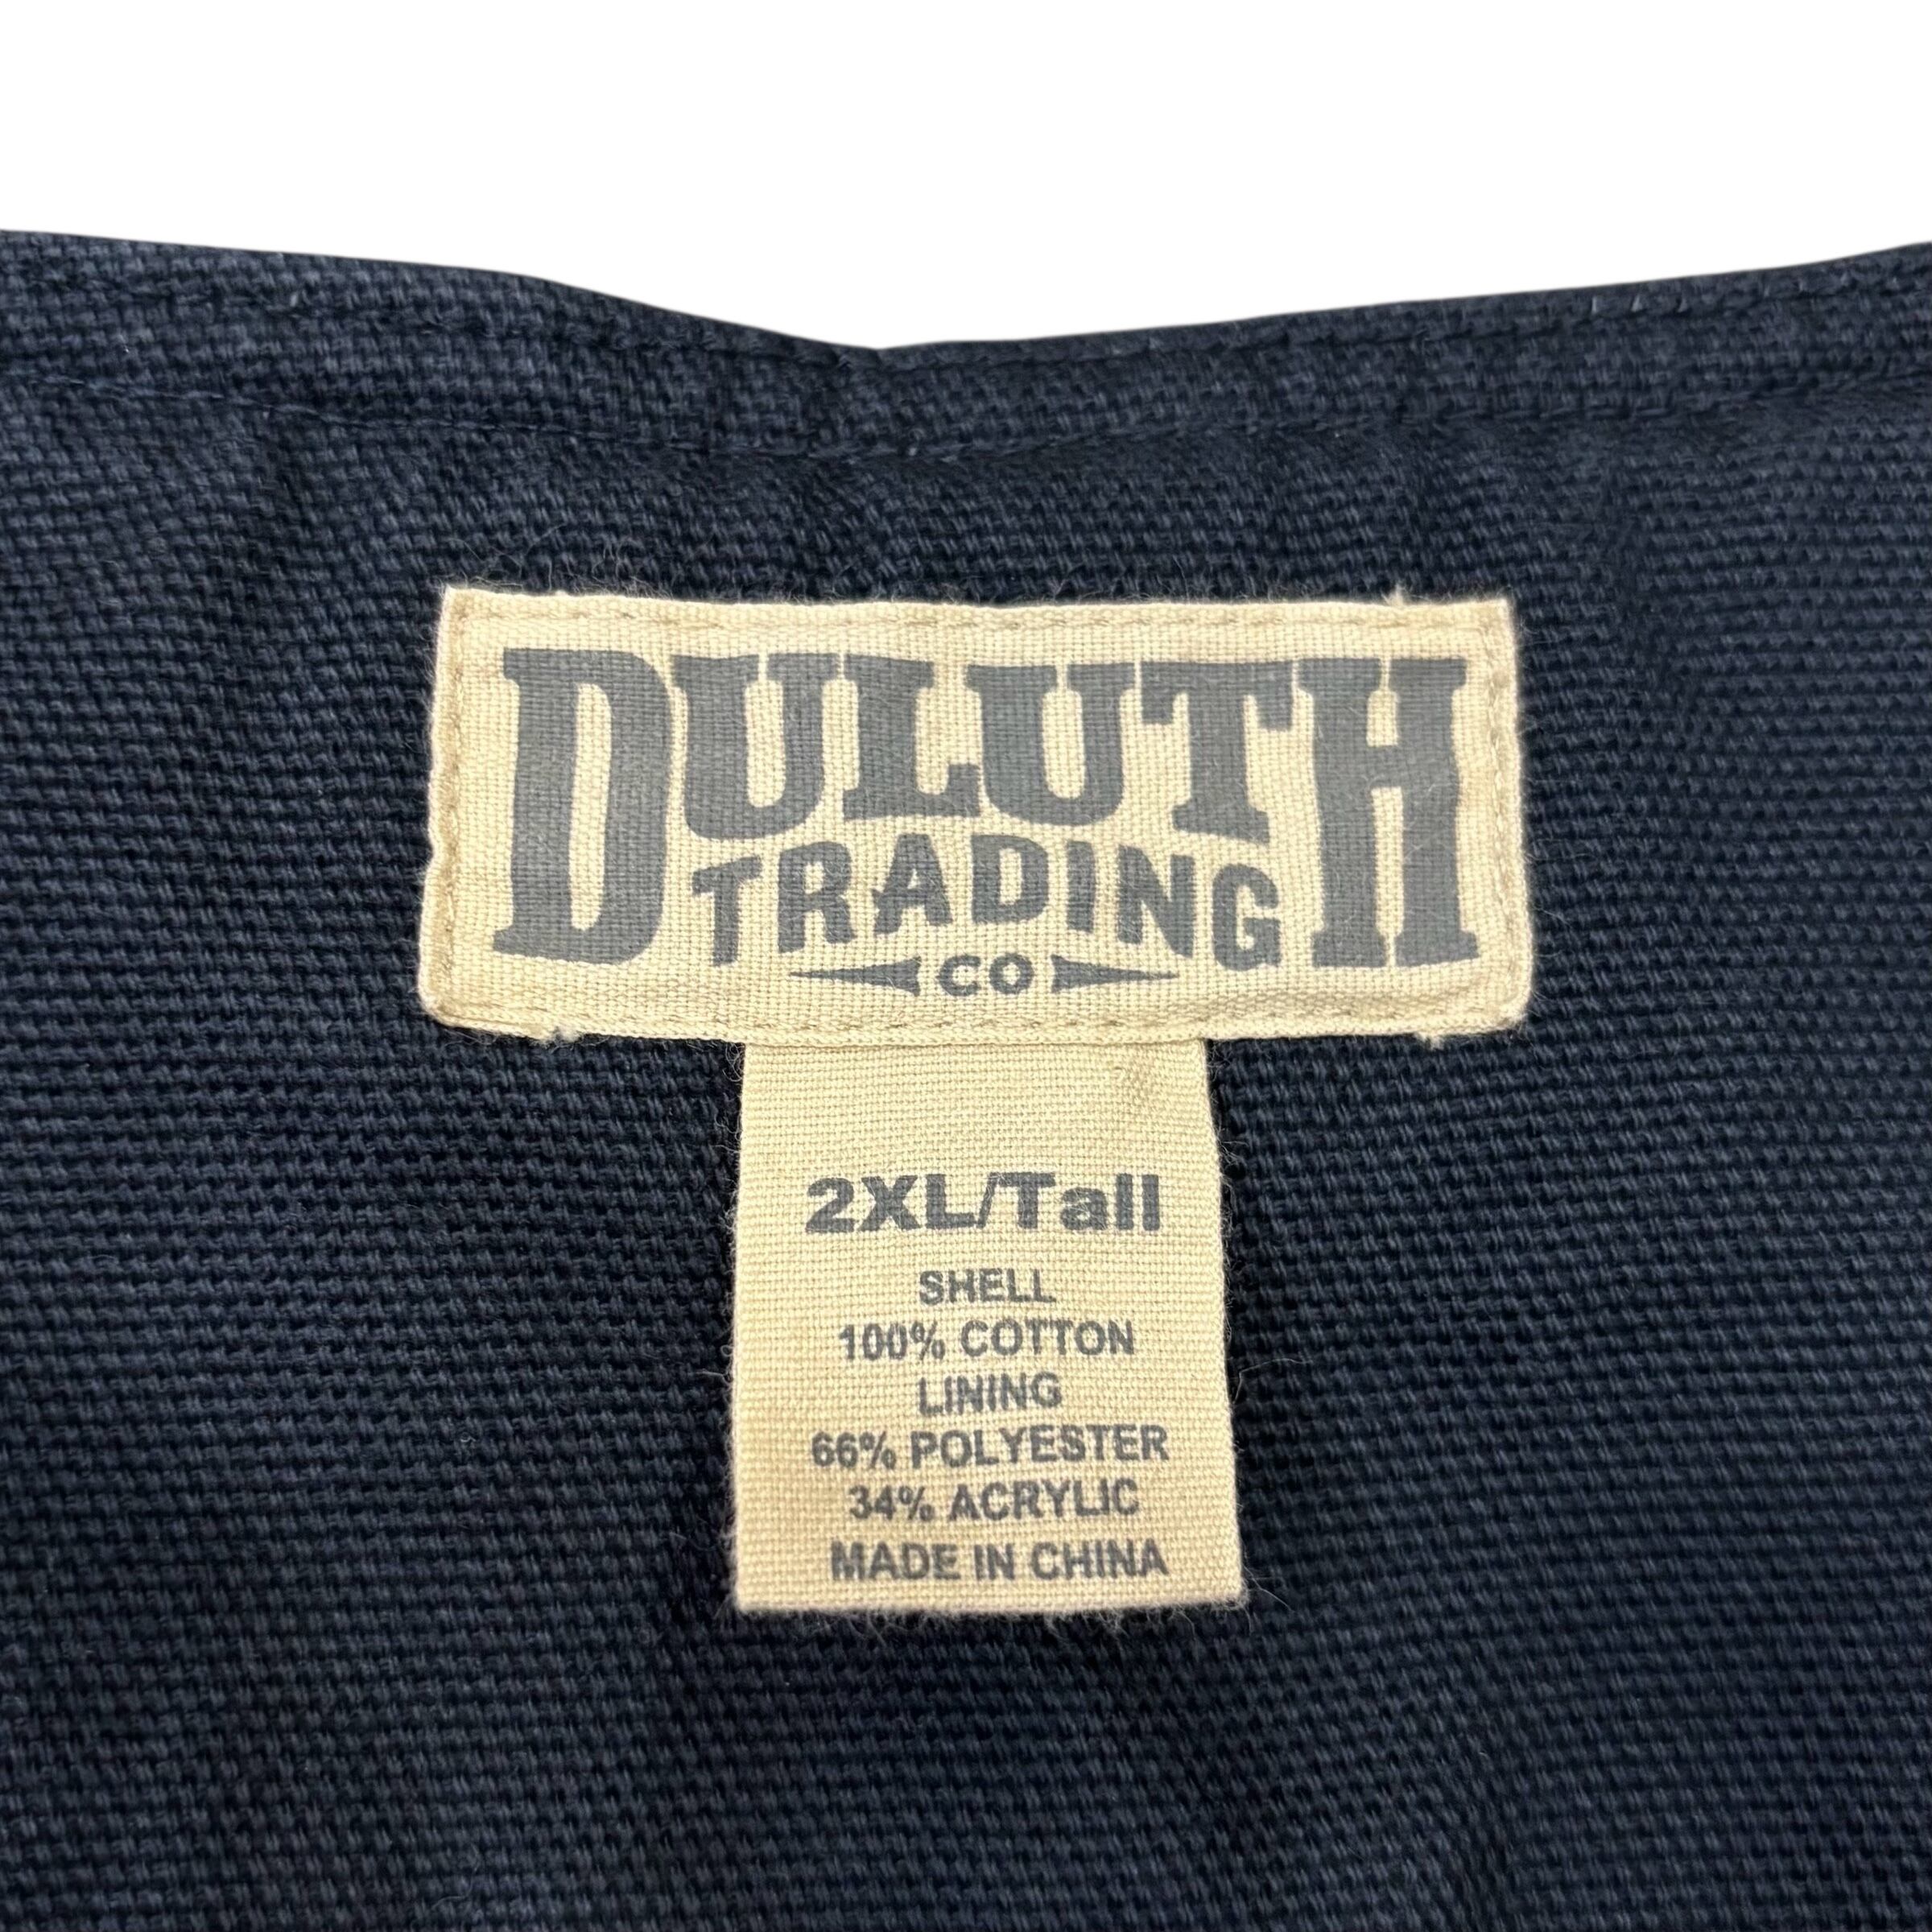 DULUTH
TRADING
CO
2XL/Tall
SHELL
100% COTTON
LINING
66% POLYESTER
34% ACRYLIC
MADE IN CHINA